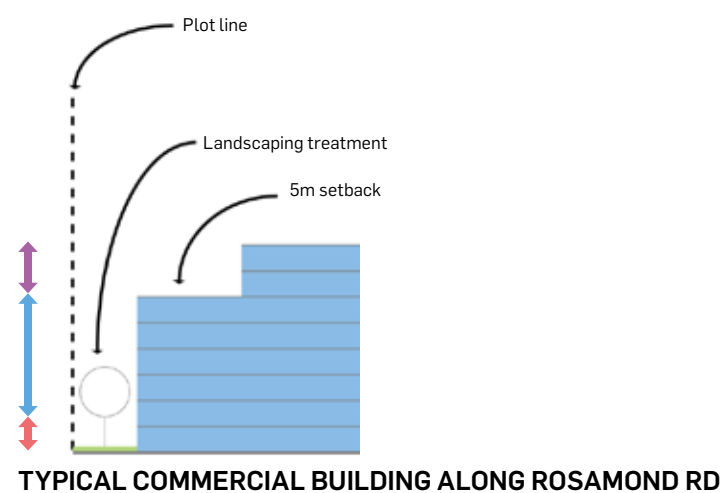 Plot line
Landscaping treatment
5m setback
TYPICAL COMMERCIAL BUILDING ALONG ROSAMOND RD